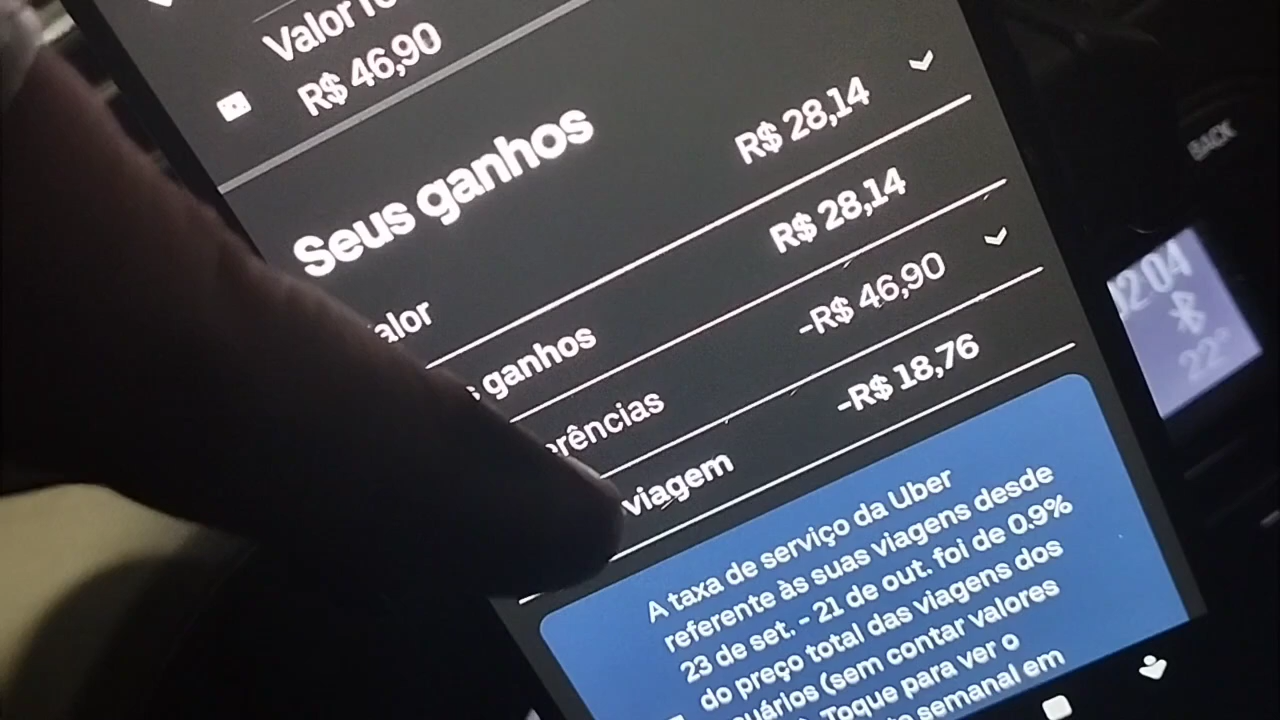 Valor
R$ 46,90
Seus ganhos
R$ 28,14
alor
R$ 28,14
s ganhos
-R$ 46,90
erências
-R$ 18,76
viagem
A taxa de serviço da Uber
referente às suas viagens desde
23 de set. - 21 de out. foi de 0.9%
do preço total das viagens dos
uários (sem contar valores
Toque para ver o
semanal em
BACK
02:04
22°